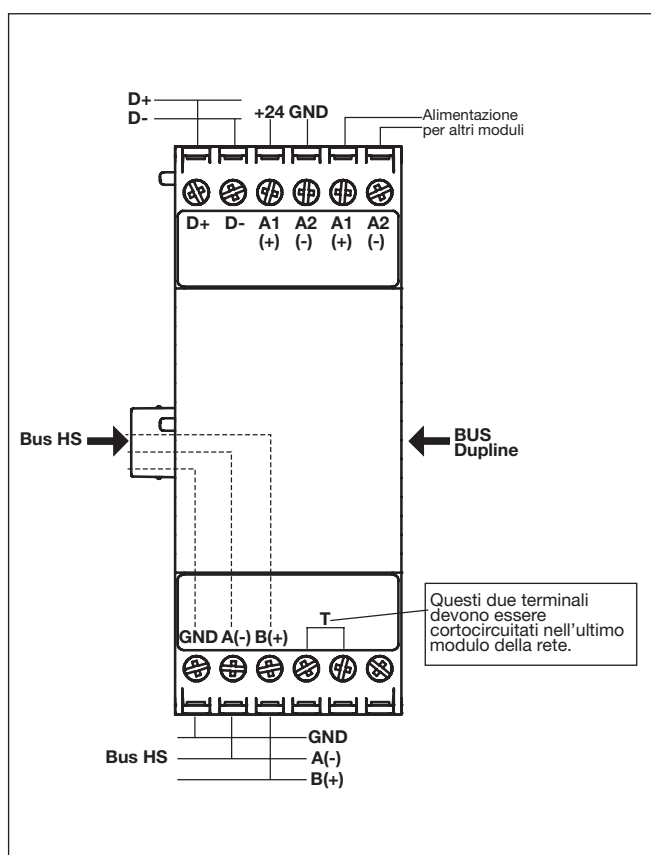 D+
D-
+24 GND
Alimentazione
per altri moduli
D+ D- A1 A2 A1 A2
(+) (-) (+) (-)
Bus HS
BUS
Dupline
Questi due terminali
devono essere
cortocircuitati nell'ultimo
modulo della rete.
T
GND A(-) B(+)
GND
Bus HS
A(-)
B(+)